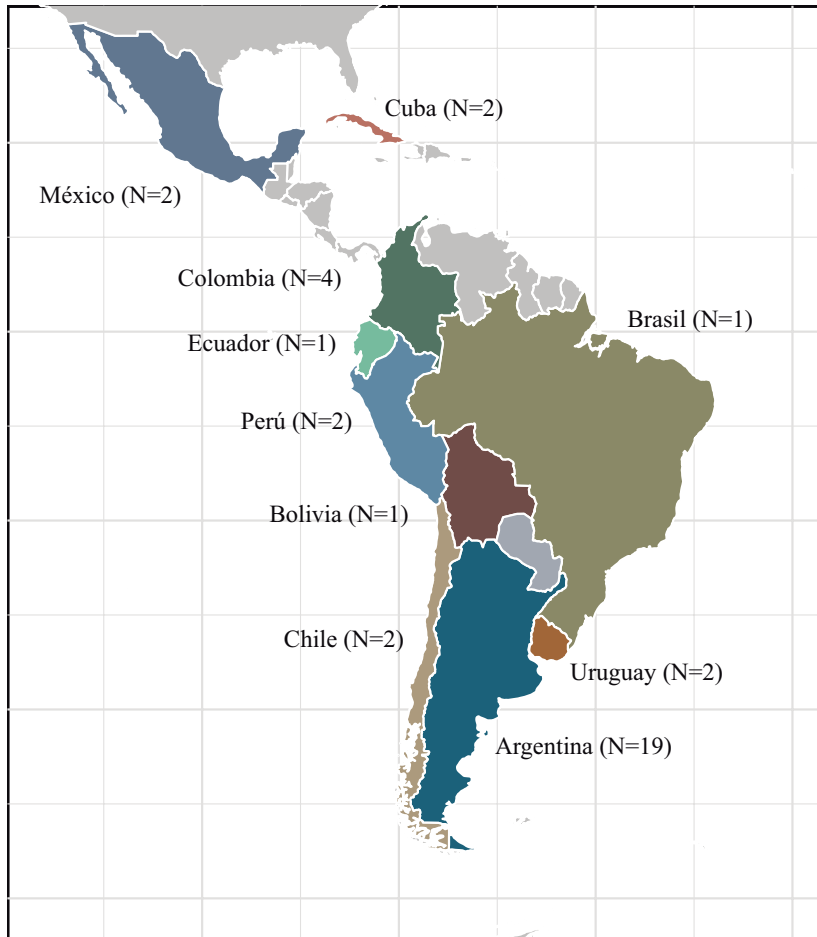 Cuba (N=2)
México (N=2)
Colombia (N=4)
Brasil (N=1)
Ecuador (N=1)
Perú (N=2)
Bolivia (N=1)
Chile (N=2)
Uruguay (N=2)
Argentina (N=19)